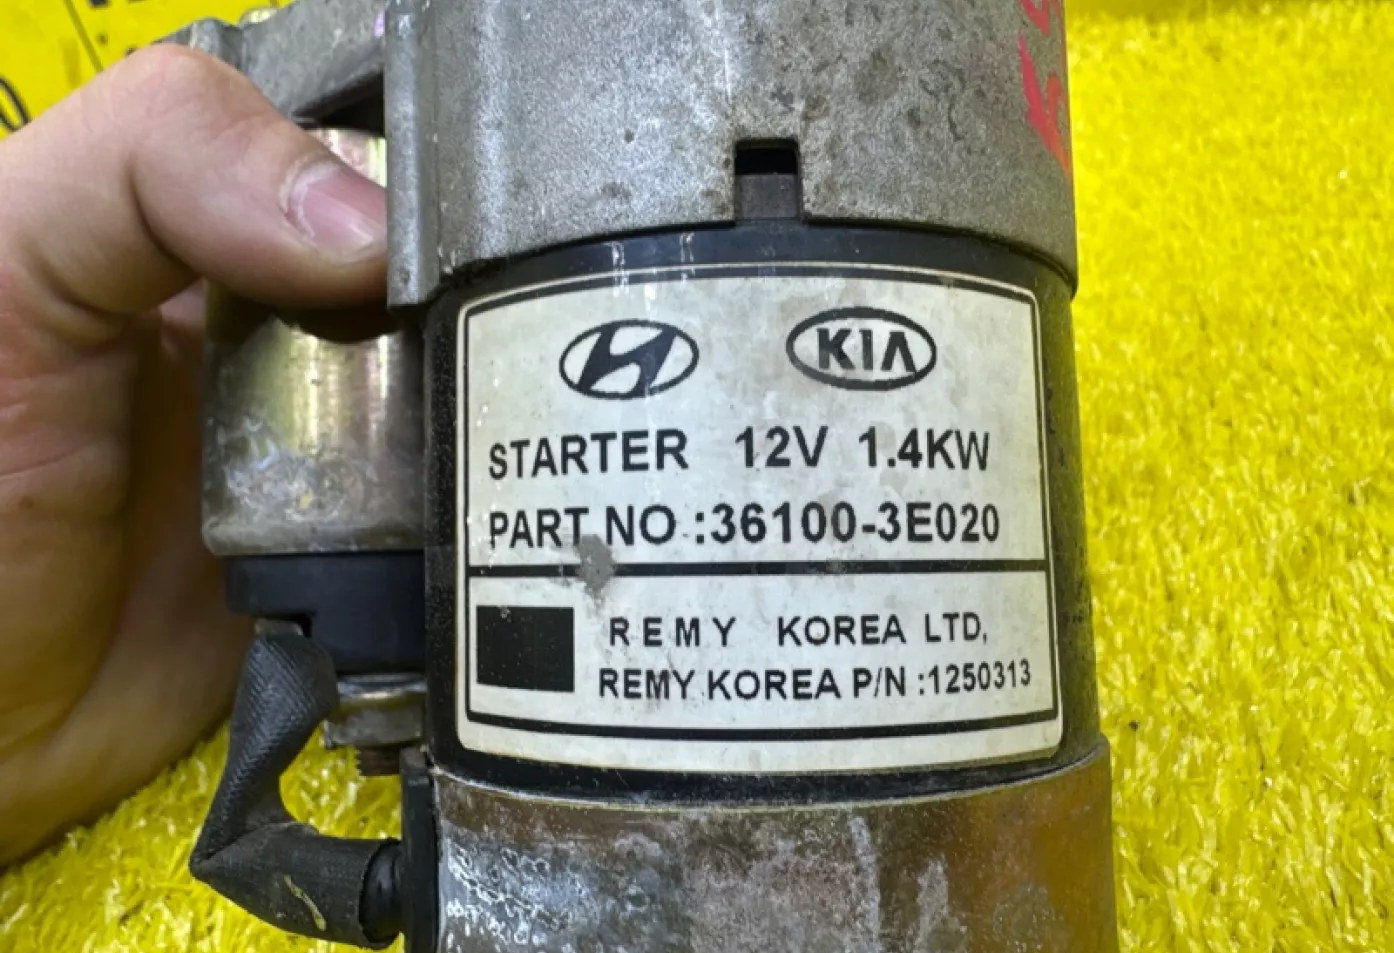 KIA
STARTER 12V 1.4KW
PART NO :36100-3E020
REMY KOREA LTD.
REMY KOREA P/N :1250313